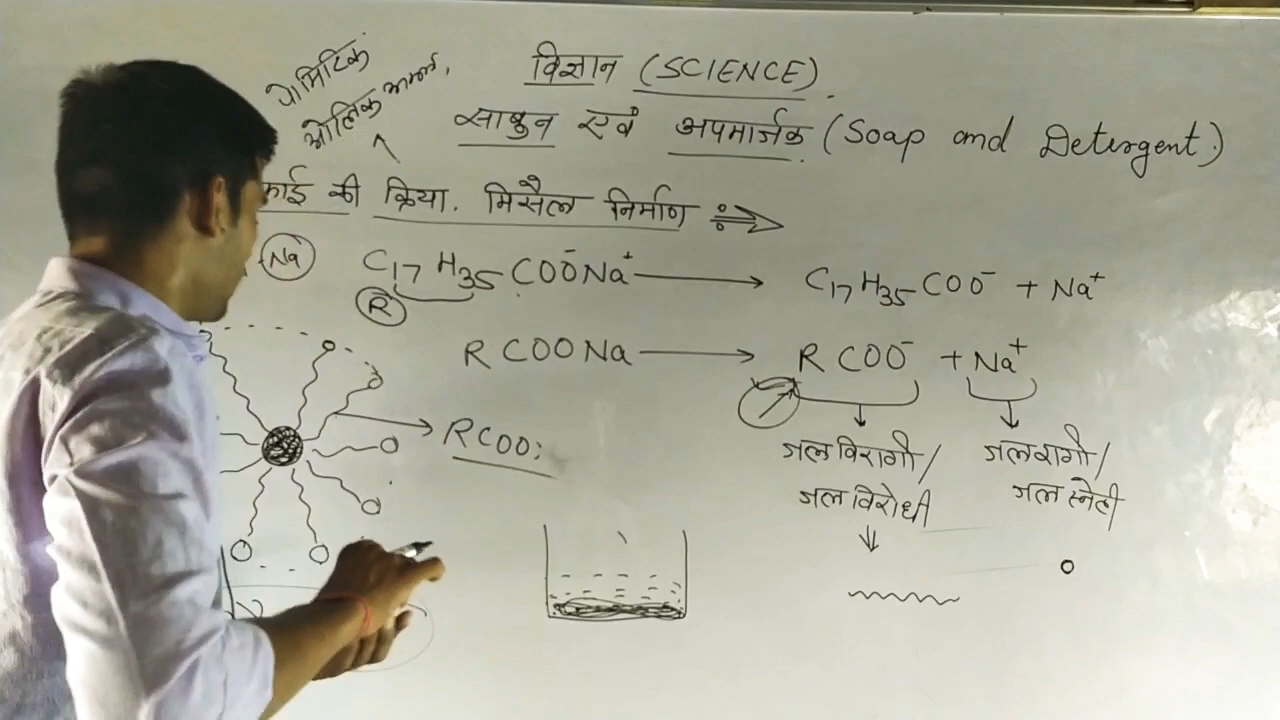 विज्ञान (SCIENCE).
साबुन एवं अपमार्जक (Soap and Detergent.)
पामिटिक
ओलिक अम्ल,
फाई की क्रिया. मिसैल निर्माण
Na
C₁₇H₃₅COO⁻Na⁺ → C₁₇H₃₅COO⁻ + Na⁺
R
RCOONa → RCOO⁻ + Na⁺
RCOO:
जल विरागी/ जलरागी/
जल विरोधी जल स्नेही